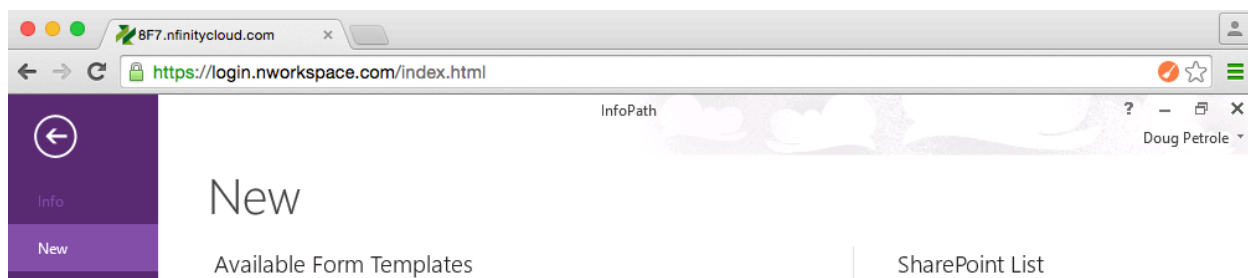 8F7.nfinitycloud.com ×
https://login.nworkspace.com/index.html
InfoPath ?
Doug Petrole
Info
New
New
Available Form Templates SharePoint List